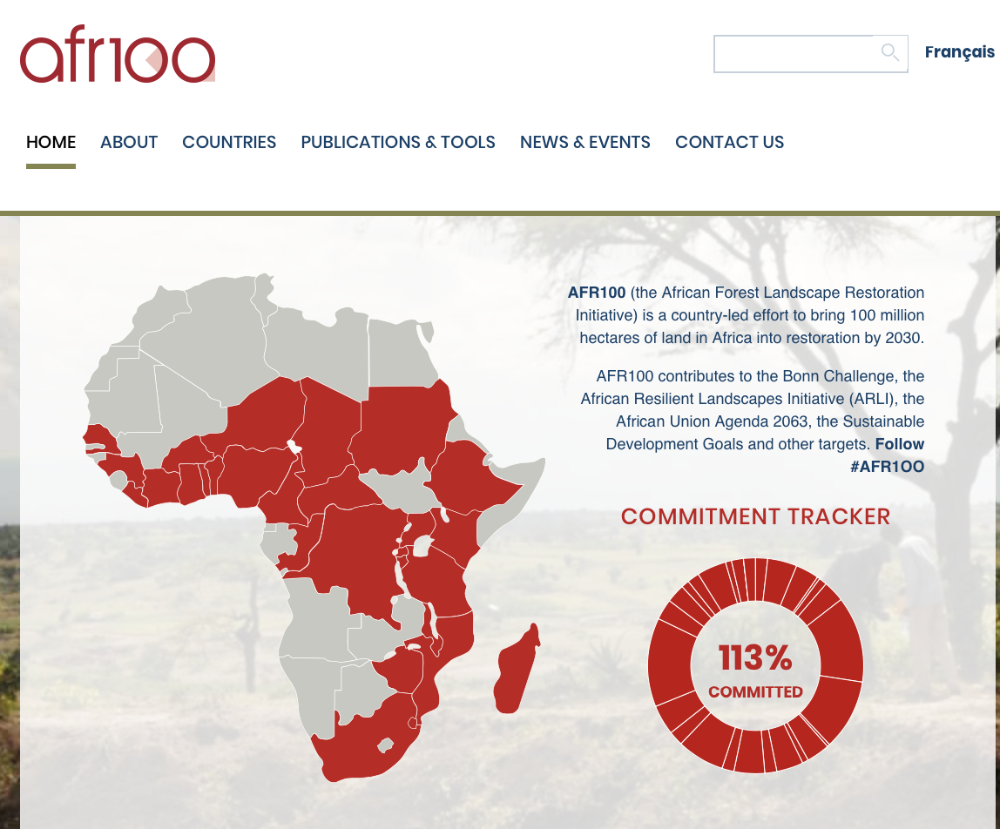 afr100
Français
HOME ABOUT COUNTRIES PUBLICATIONS & TOOLS NEWS & EVENTS CONTACT US
AFR100 (the African Forest Landscape Restoration
Initiative) is a country-led effort to bring 100 million
hectares of land in Africa into restoration by 2030.
AFR100 contributes to the Bonn Challenge, the
African Resilient Landscapes Initiative (ARLI), the
African Union Agenda 2063, the Sustainable
Development Goals and other targets. Follow
#AFR1OO
COMMITMENT TRACKER
113%
COMMITTED